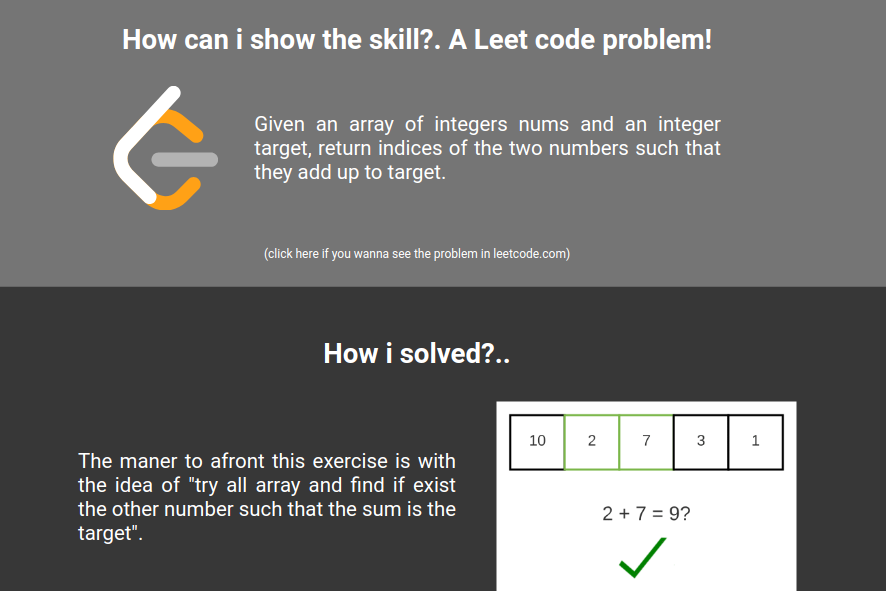 How can i show the skill?. A Leet code problem!
Given an array of integers nums and an integer
target, return indices of the two numbers such that
they add up to target.
(click here if you wanna see the problem in leetcode.com)
How i solved?..
The maner to afront this exercise is with
the idea of "try all array and find if exist
the other number such that the sum is the
target".
10 2 7 3 1
2 + 7 = 9?